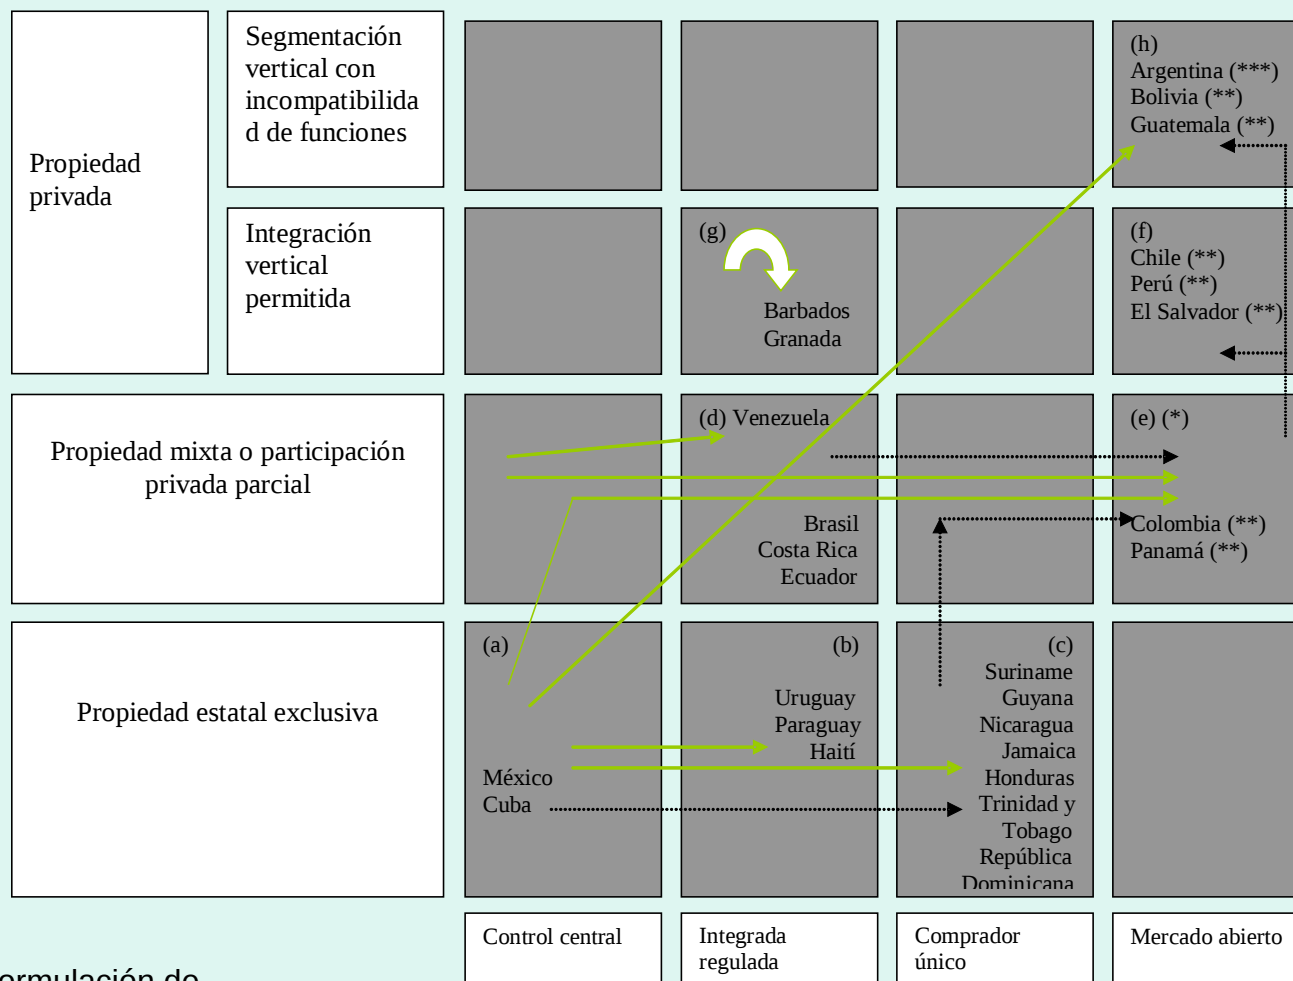 Propiedad
privada
Segmentación
vertical con
incompatibilida
d de funciones
(h)
Argentina (***)
Bolivia (**)
Guatemala (**)
Integración
vertical
permitida
(g)
Barbados
Granada
(f)
Chile (**)
Perú (**)
El Salvador (**)
Propiedad mixta o participación
privada parcial
(d) Venezuela
Brasil
Costa Rica
Ecuador
(e) (*)
Colombia (**)
Panamá (**)
Propiedad estatal exclusiva
(a)
México
Cuba
(b)
Uruguay
Paraguay
Haití
(c)
Suriname
Guyana
Nicaragua
Jamaica
Honduras
Trinidad y
Tobago
República
Dominicana
Control central
Integrada
regulada
Comprador
único
Mercado abierto
ormulación de